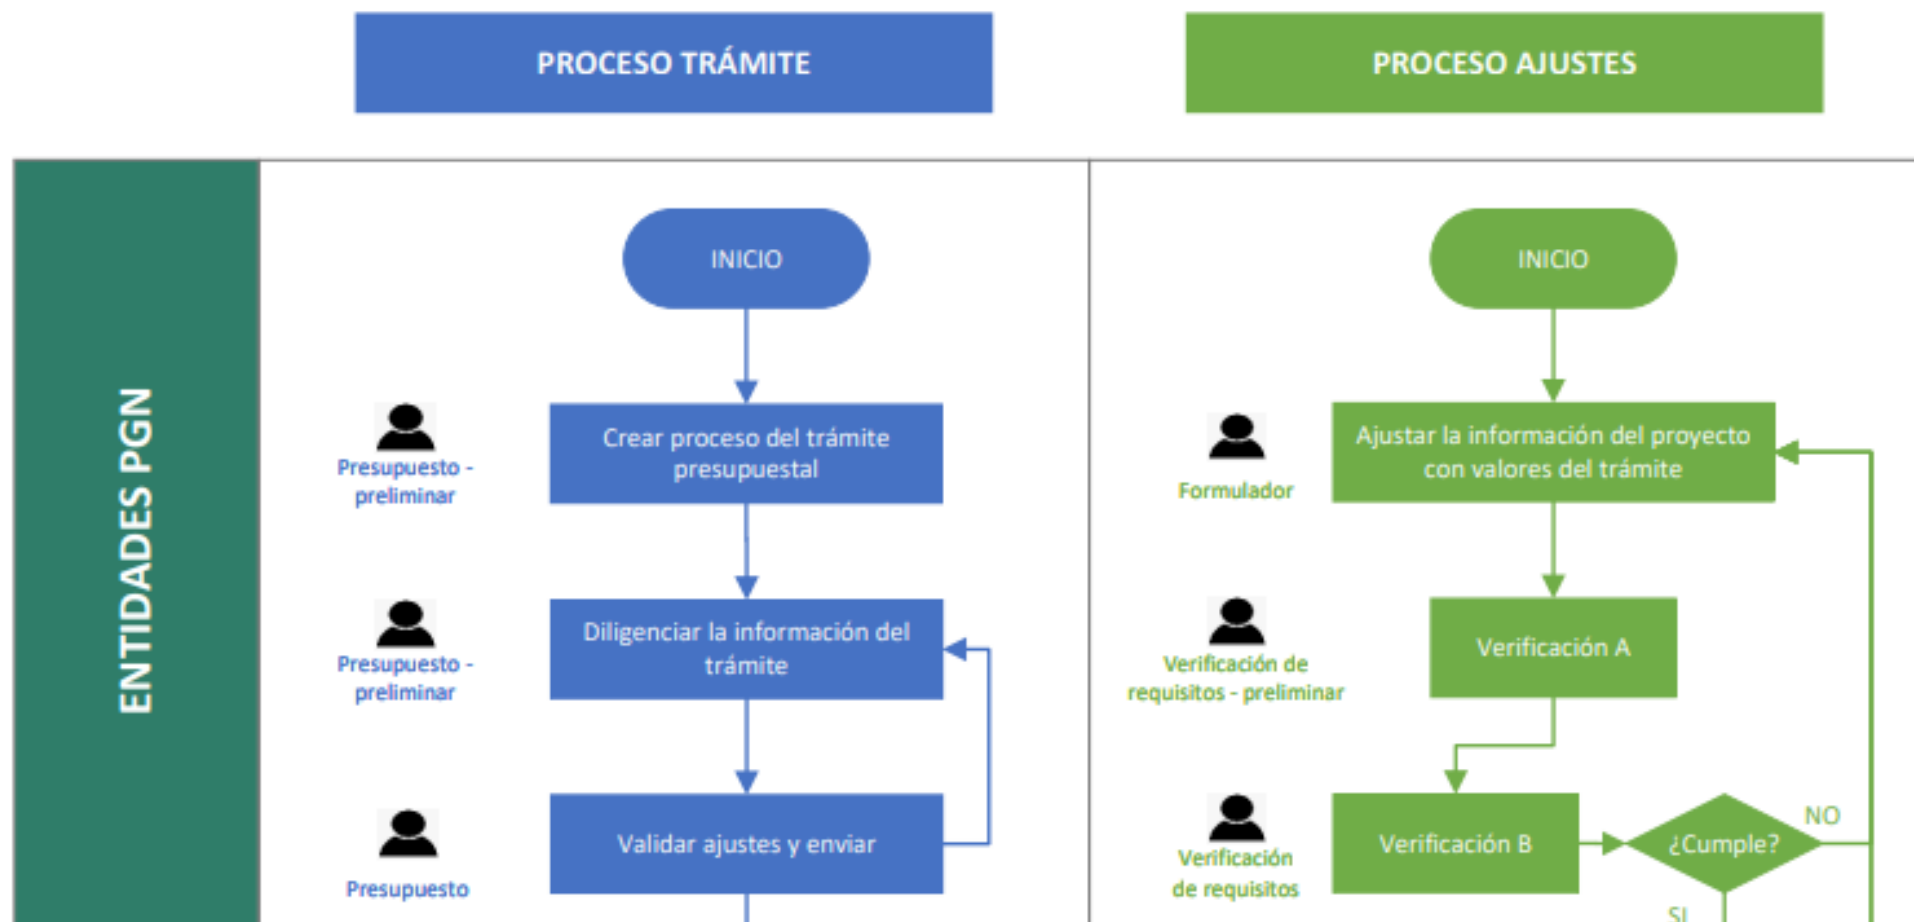 PROCESO TRÁMITE
PROCESO AJUSTES
ENTIDADES PGN
INICIO
Presupuesto -
preliminar
Crear proceso del trámite
presupuestal
Presupuesto -
preliminar
Diligenciar la información del
trámite
Presupuesto
Validar ajustes y enviar
INICIO
Formulador
Ajustar la información del proyecto
con valores del trámite
Verificación de
requisitos - preliminar
Verificación A
Verificación
de requisitos
Verificación B
¿Cumple?
NO
SI